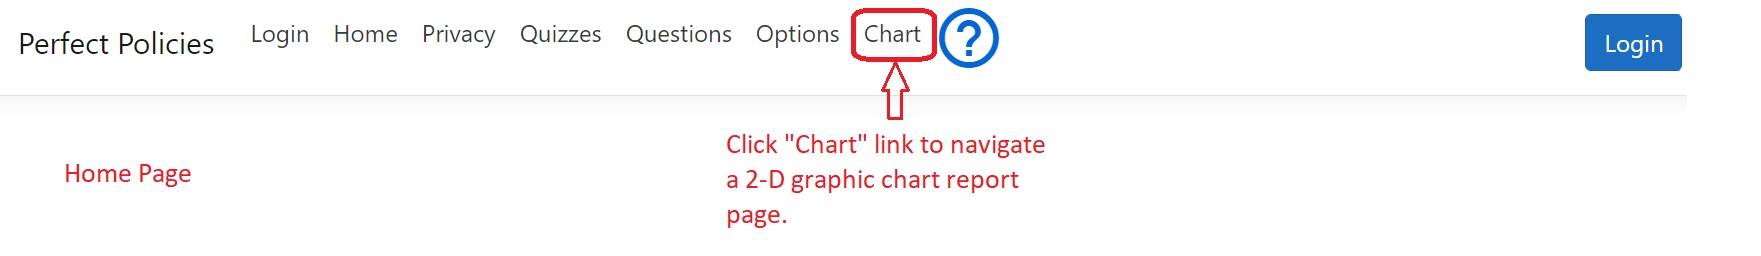 Perfect Policies Login Home Privacy Quizzes Questions Options Chart ? Login
Home Page
Click "Chart" link to navigate
a 2-D graphic chart report
page.